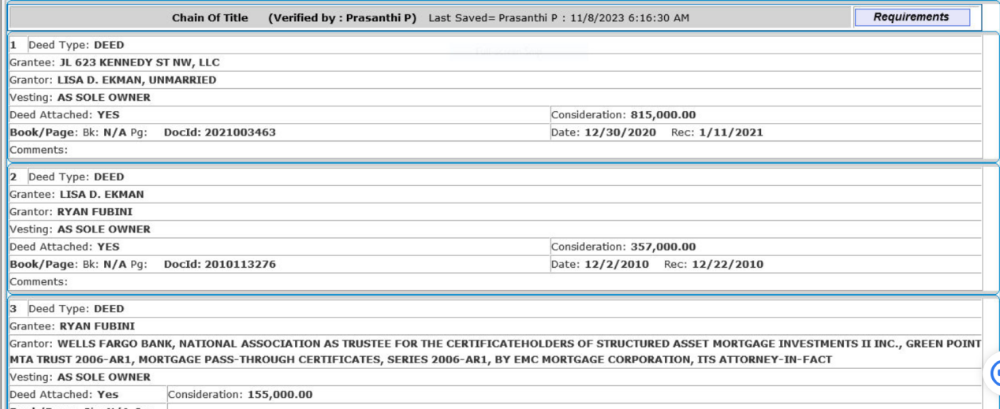 Chain Of Title (Verified by : Prasanthi P) Last Saved= Prasanthi P : 11/8/2023 6:16:30 AM Requirements
1 Deed Type: DEED
Grantee: JL 623 KENNEDY ST NW, LLC
Grantor: LISA D. EKMAN, UNMARRIED
Vesting: AS SOLE OWNER
Deed Attached: YES Consideration: 815,000.00
Book/Page: Bk: N/A Pg: DocId: 2021003463 Date: 12/30/2020 Rec: 1/11/2021
Comments:
2 Deed Type: DEED
Grantee: LISA D. EKMAN
Grantor: RYAN FUBINI
Vesting: AS SOLE OWNER
Deed Attached: YES Consideration: 357,000.00
Book/Page: Bk: N/A Pg: DocId: 2010113276 Date: 12/2/2010 Rec: 12/22/2010
Comments:
3 Deed Type: DEED
Grantee: RYAN FUBINI
Grantor: WELLS FARGO BANK, NATIONAL ASSOCIATION AS TRUSTEE FOR THE CERTIFICATEHOLDERS OF STRUCTURED ASSET MORTGAGE INVESTMENTS II INC., GREEN POINT
MTA TRUST 2006-AR1, MORTGAGE PASS-THROUGH CERTIFICATES, SERIES 2006-AR1, BY EMC MORTGAGE CORPORATION, ITS ATTORNEY-IN-FACT
Vesting: AS SOLE OWNER
Deed Attached: Yes Consideration: 155,000.00